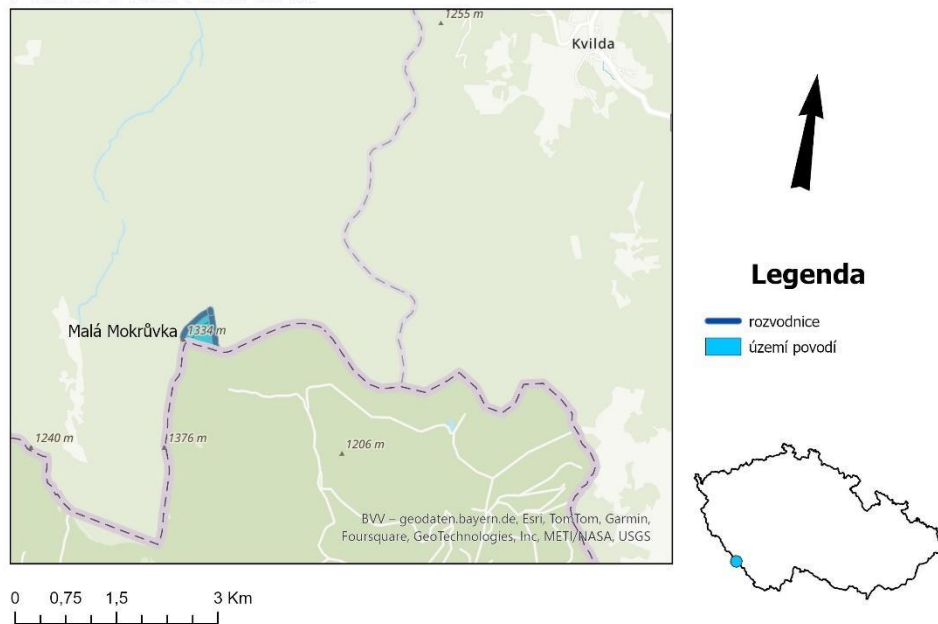 1255 m
Kvilda
Malá Mokrůvka
1334 m
1240 m
1376 m
1206 m
BVV – geodaten.bayern.de, Esri, TomTom, Garmin,
Foursquare, GeoTechnologies, Inc, METI/NASA, USGS
Legenda
rozvodnice
území povodí
0 0,75 1,5 3 Km